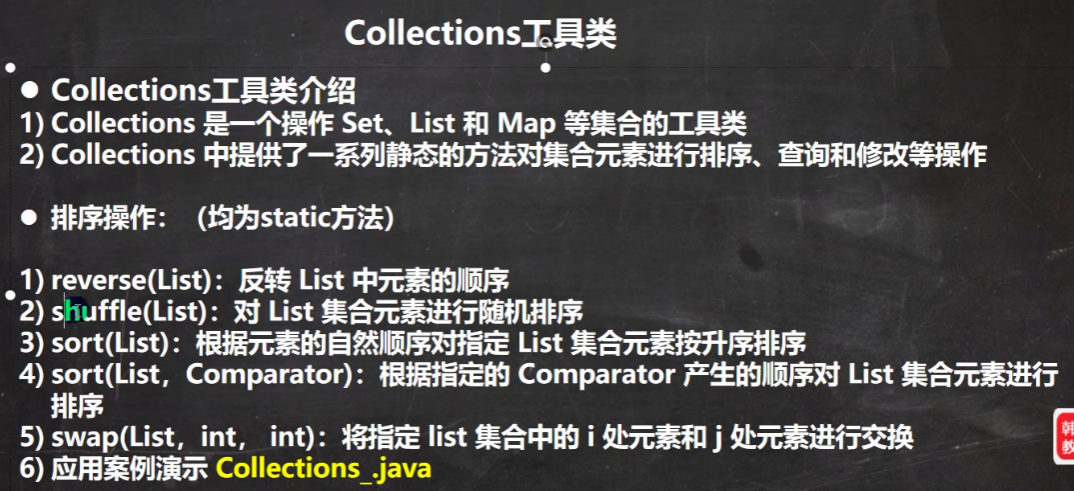 Collections工具类
● Collections工具类介绍
1) Collections 是一个操作 Set、List 和 Map 等集合的工具类
2) Collections 中提供了一系列静态的方法对集合元素进行排序、查询和修改等操作
● 排序操作：（均为static方法）
1) reverse(List)：反转 List 中元素的顺序
2) shuffle(List)：对 List 集合元素进行随机排序
3) sort(List)：根据元素的自然顺序对指定 List 集合元素按升序排序
4) sort(List，Comparator)：根据指定的 Comparator 产生的顺序对 List 集合元素进行
排序
5) swap(List，int， int)：将指定 list 集合中的 i 处元素和 j 处元素进行交换
6) 应用案例演示 Collections_.java
韩
教